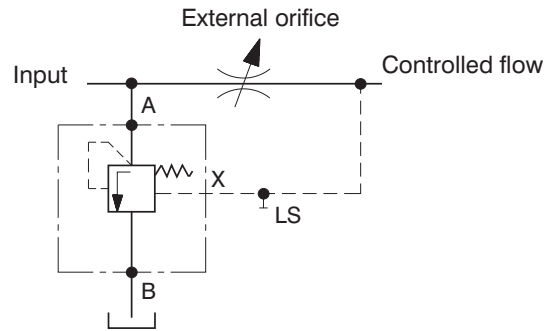 External orifice
Input
Controlled flow
A
X
LS
B